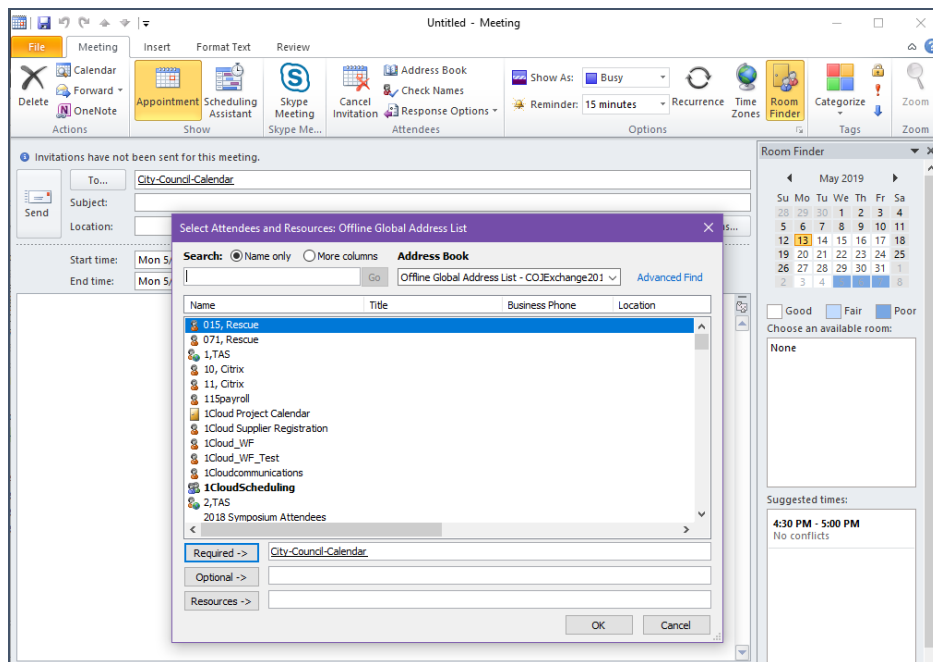 Untitled - Meeting
File Meeting Insert Format Text Review
Delete
Calendar
Forward
OneNote
Actions
Appointment
Scheduling Assistant
Show
Skype Meeting
Skype Me...
Cancel Invitation
Address Book
Check Names
Response Options
Attendees
Show As: Busy
Reminder: 15 minutes
Recurrence
Time Zones
Room Finder
Options
Categorize
Tags
Zoom
Zoom
Invitations have not been sent for this meeting.
Send
To... City-Council-Calendar
Subject:
Location:
Start time: Mon 5/
End time: Mon 5/
Select Attendees and Resources: Offline Global Address List
Search: Name only More columns Address Book
Go Offline Global Address List - COJExchange201 Advanced Find
Name Title Business Phone Location
015, Rescue
071, Rescue
1,TAS
10, Citrix
11, Citrix
115payroll
1Cloud Project Calendar
1Cloud Supplier Registration
1Cloud_WF
1Cloud_WF_Test
1Cloudcommunications
1CloudScheduling
2,TAS
2018 Symposium Attendees
Required -> City-Council-Calendar
Optional ->
Resources ->
OK Cancel
Room Finder
May 2019
Su Mo Tu We Th Fr Sa
28 29 30 1 2 3 4
5 6 7 8 9 10 11
12 13 14 15 16 17 18
19 20 21 22 23 24 25
26 27 28 29 30 31 1
2 3 4 8
Good Fair Poor
Choose an available room:
None
Suggested times:
4:30 PM - 5:00 PM
No conflicts